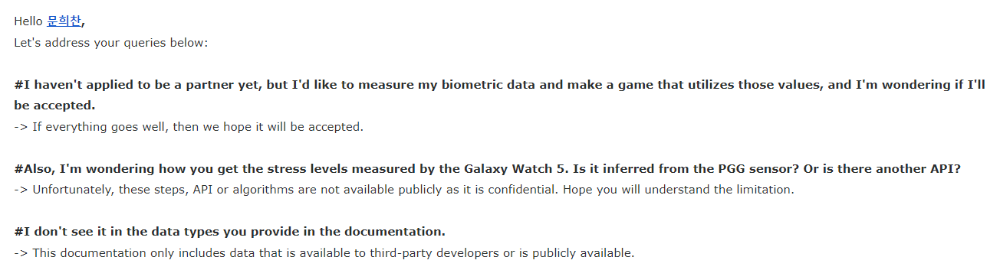 Hello 문희찬,
Let's address your queries below:
#I haven't applied to be a partner yet, but I'd like to measure my biometric data and make a game that utilizes those values, and I'm wondering if I'll
be accepted.
-> If everything goes well, then we hope it will be accepted.
#Also, I'm wondering how you get the stress levels measured by the Galaxy Watch 5. Is it inferred from the PGG sensor? Or is there another API?
-> Unfortunately, these steps, API or algorithms are not available publicly as it is confidential. Hope you will understand the limitation.
#I don't see it in the data types you provide in the documentation.
-> This documentation only includes data that is available to third-party developers or is publicly available.